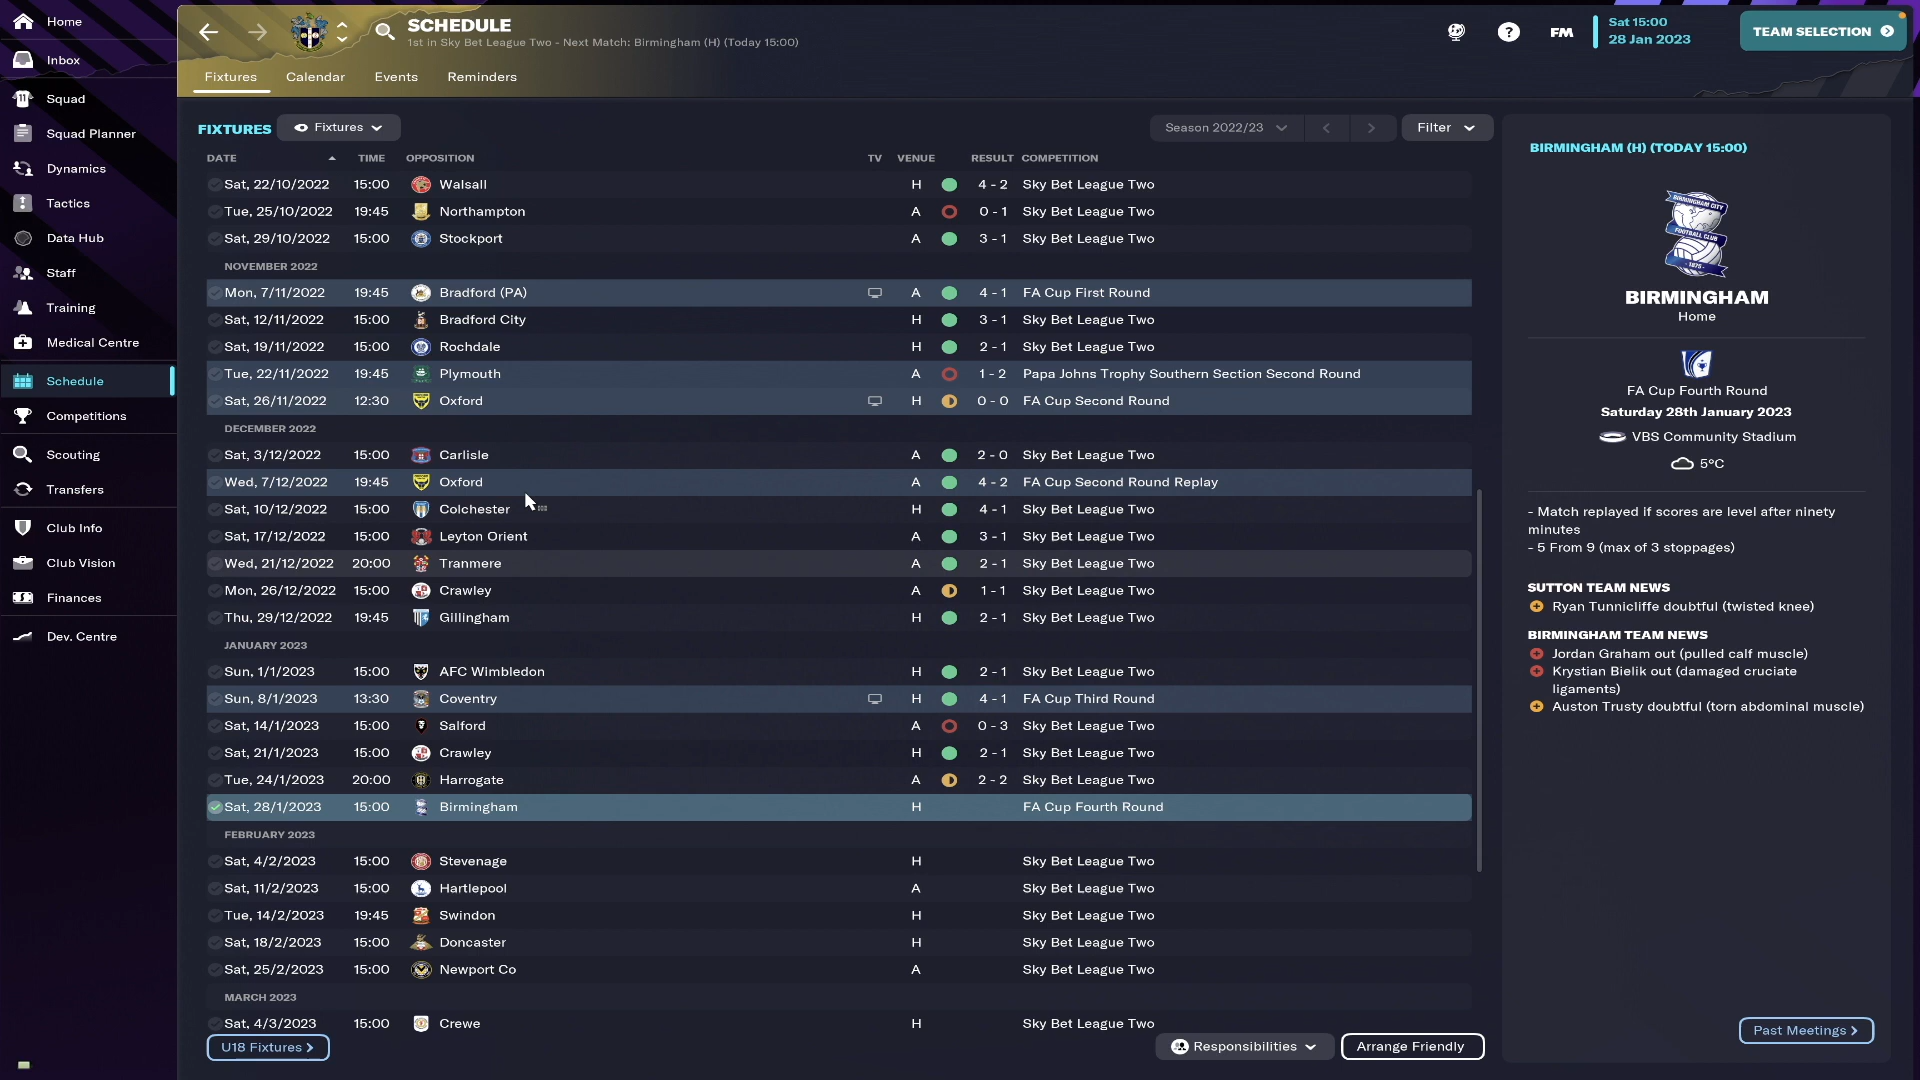 Home
Inbox
Squad
Squad Planner
Dynamics
Tactics
Data Hub
Staff
Training
Medical Centre
Schedule
Competitions
Scouting
Transfers
Club Info
Club Vision
Finances
Dev. Centre
SCHEDULE
1st in Sky Bet League Two - Next Match: Birmingham (H) (Today 15:00)
? FM Sat 15:00
28 Jan 2023
TEAM SELECTION
Fixtures Calendar Events Reminders
FIXTURES Fixtures Season 2022/23 Filter
DATE TIME OPPOSITION TV VENUE RESULT COMPETITION
Sat, 22/10/2022 15:00 Walsall H 4 - 2 Sky Bet League Two
Tue, 25/10/2022 19:45 Northampton A 0 - 1 Sky Bet League Two
Sat, 29/10/2022 15:00 Stockport A 3 - 1 Sky Bet League Two
NOVEMBER 2022
Mon, 7/11/2022 19:45 Bradford (PA) A 4 - 1 FA Cup First Round
Sat, 12/11/2022 15:00 Bradford City H 3 - 1 Sky Bet League Two
Sat, 19/11/2022 15:00 Rochdale H 2 - 1 Sky Bet League Two
Tue, 22/11/2022 19:45 Plymouth A 1 - 2 Papa Johns Trophy Southern Section Second Round
Sat, 26/11/2022 12:30 Oxford H 0 - 0 FA Cup Second Round
DECEMBER 2022
Sat, 3/12/2022 15:00 Carlisle A 2 - 0 Sky Bet League Two
Wed, 7/12/2022 19:45 Oxford A 4 - 2 FA Cup Second Round Replay
Sat, 10/12/2022 15:00 Colchester H 4 - 1 Sky Bet League Two
Sat, 17/12/2022 15:00 Leyton Orient A 3 - 1 Sky Bet League Two
Wed, 21/12/2022 20:00 Tranmere A 2 - 1 Sky Bet League Two
Mon, 26/12/2022 15:00 Crawley A 1 - 1 Sky Bet League Two
Thu, 29/12/2022 19:45 Gillingham H 2 - 1 Sky Bet League Two
JANUARY 2023
Sun, 1/1/2023 15:00 AFC Wimbledon H 2 - 1 Sky Bet League Two
Sun, 8/1/2023 13:30 Coventry H 4 - 1 FA Cup Third Round
Sat, 14/1/2023 15:00 Salford A 0 - 3 Sky Bet League Two
Sat, 21/1/2023 15:00 Crawley H 2 - 1 Sky Bet League Two
Tue, 24/1/2023 20:00 Harrogate A 2 - 2 Sky Bet League Two
Sat, 28/1/2023 15:00 Birmingham H FA Cup Fourth Round
FEBRUARY 2023
Sat, 4/2/2023 15:00 Stevenage H Sky Bet League Two
Sat, 11/2/2023 15:00 Hartlepool A Sky Bet League Two
Tue, 14/2/2023 19:45 Swindon H Sky Bet League Two
Sat, 18/2/2023 15:00 Doncaster H Sky Bet League Two
Sat, 25/2/2023 15:00 Newport Co A Sky Bet League Two
MARCH 2023
Sat, 4/3/2023 15:00 Crewe H Sky Bet League Two
U18 Fixtures > Responsibilities Arrange Friendly
BIRMINGHAM (H) (TODAY 15:00)
BIRMINGHAM CITY
FOOTBALL CLUB
- 1875 -
BIRMINGHAM
Home
FA Cup Fourth Round
Saturday 28th January 2023
VBS Community Stadium
5°C
- Match replayed if scores are level after ninety
minutes
- 5 From 9 (max of 3 stoppages)
SUTTON TEAM NEWS
Ryan Tunnicliffe doubtful (twisted knee)
BIRMINGHAM TEAM NEWS
Jordan Graham out (pulled calf muscle)
Krystian Bielik out (damaged cruciate
ligaments)
Auston Trusty doubtful (torn abdominal muscle)
Past Meetings >